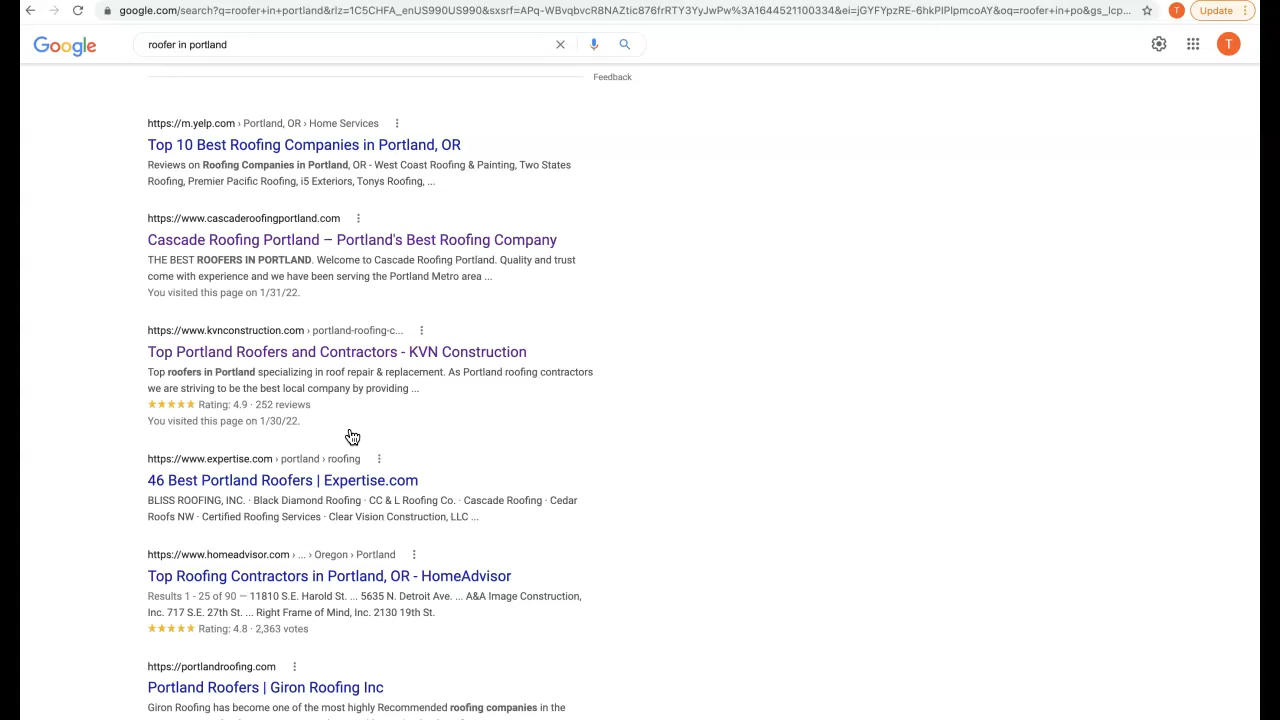 google.com/search?q=roofer+in+portland&rlz=1C5CHFA_enUS990US990&sxsrf=APq-WBvqbvcR8NAZtic876frRTY3YyJwPw%3A1644521100334&ei=jGYFYpzRE-6hkPIPlpmcoAY&oq=roofer+in+po&gs_lcp...
T
Update
Google
roofer in portland
T
Feedback
https://m.yelp.com › Portland, OR › Home Services
Top 10 Best Roofing Companies in Portland, OR
Reviews on Roofing Companies in Portland, OR - West Coast Roofing & Painting, Two States
Roofing, Premier Pacific Roofing, i5 Exteriors, Tonys Roofing, ...
https://www.cascaderoofingportland.com
Cascade Roofing Portland – Portland's Best Roofing Company
THE BEST ROOFERS IN PORTLAND. Welcome to Cascade Roofing Portland. Quality and trust
come with experience and we have been serving the Portland Metro area ...
You visited this page on 1/31/22.
https://www.kvnconstruction.com › portland-roofing-c...
Top Portland Roofers and Contractors - KVN Construction
Top roofers in Portland specializing in roof repair & replacement. As Portland roofing contractors
we are striving to be the best local company by providing ...
★★★★★ Rating: 4.9 · 252 reviews
You visited this page on 1/30/22.
https://www.expertise.com › portland › roofing
46 Best Portland Roofers | Expertise.com
BLISS ROOFING, INC. · Black Diamond Roofing · CC & L Roofing Co. · Cascade Roofing · Cedar
Roofs NW · Certified Roofing Services · Clear Vision Construction, LLC ...
https://www.homeadvisor.com › ... › Oregon › Portland
Top Roofing Contractors in Portland, OR - HomeAdvisor
Results 1 - 25 of 90 — 11810 S.E. Harold St. ... 5635 N. Detroit Ave. ... A&A Image Construction,
Inc. 717 S.E. 27th St. ... Right Frame of Mind, Inc. 2130 19th St.
★★★★★ Rating: 4.8 · 2,363 votes
https://portlandroofing.com
Portland Roofers | Giron Roofing Inc
Giron Roofing has become one of the most highly Recommended roofing companies in the